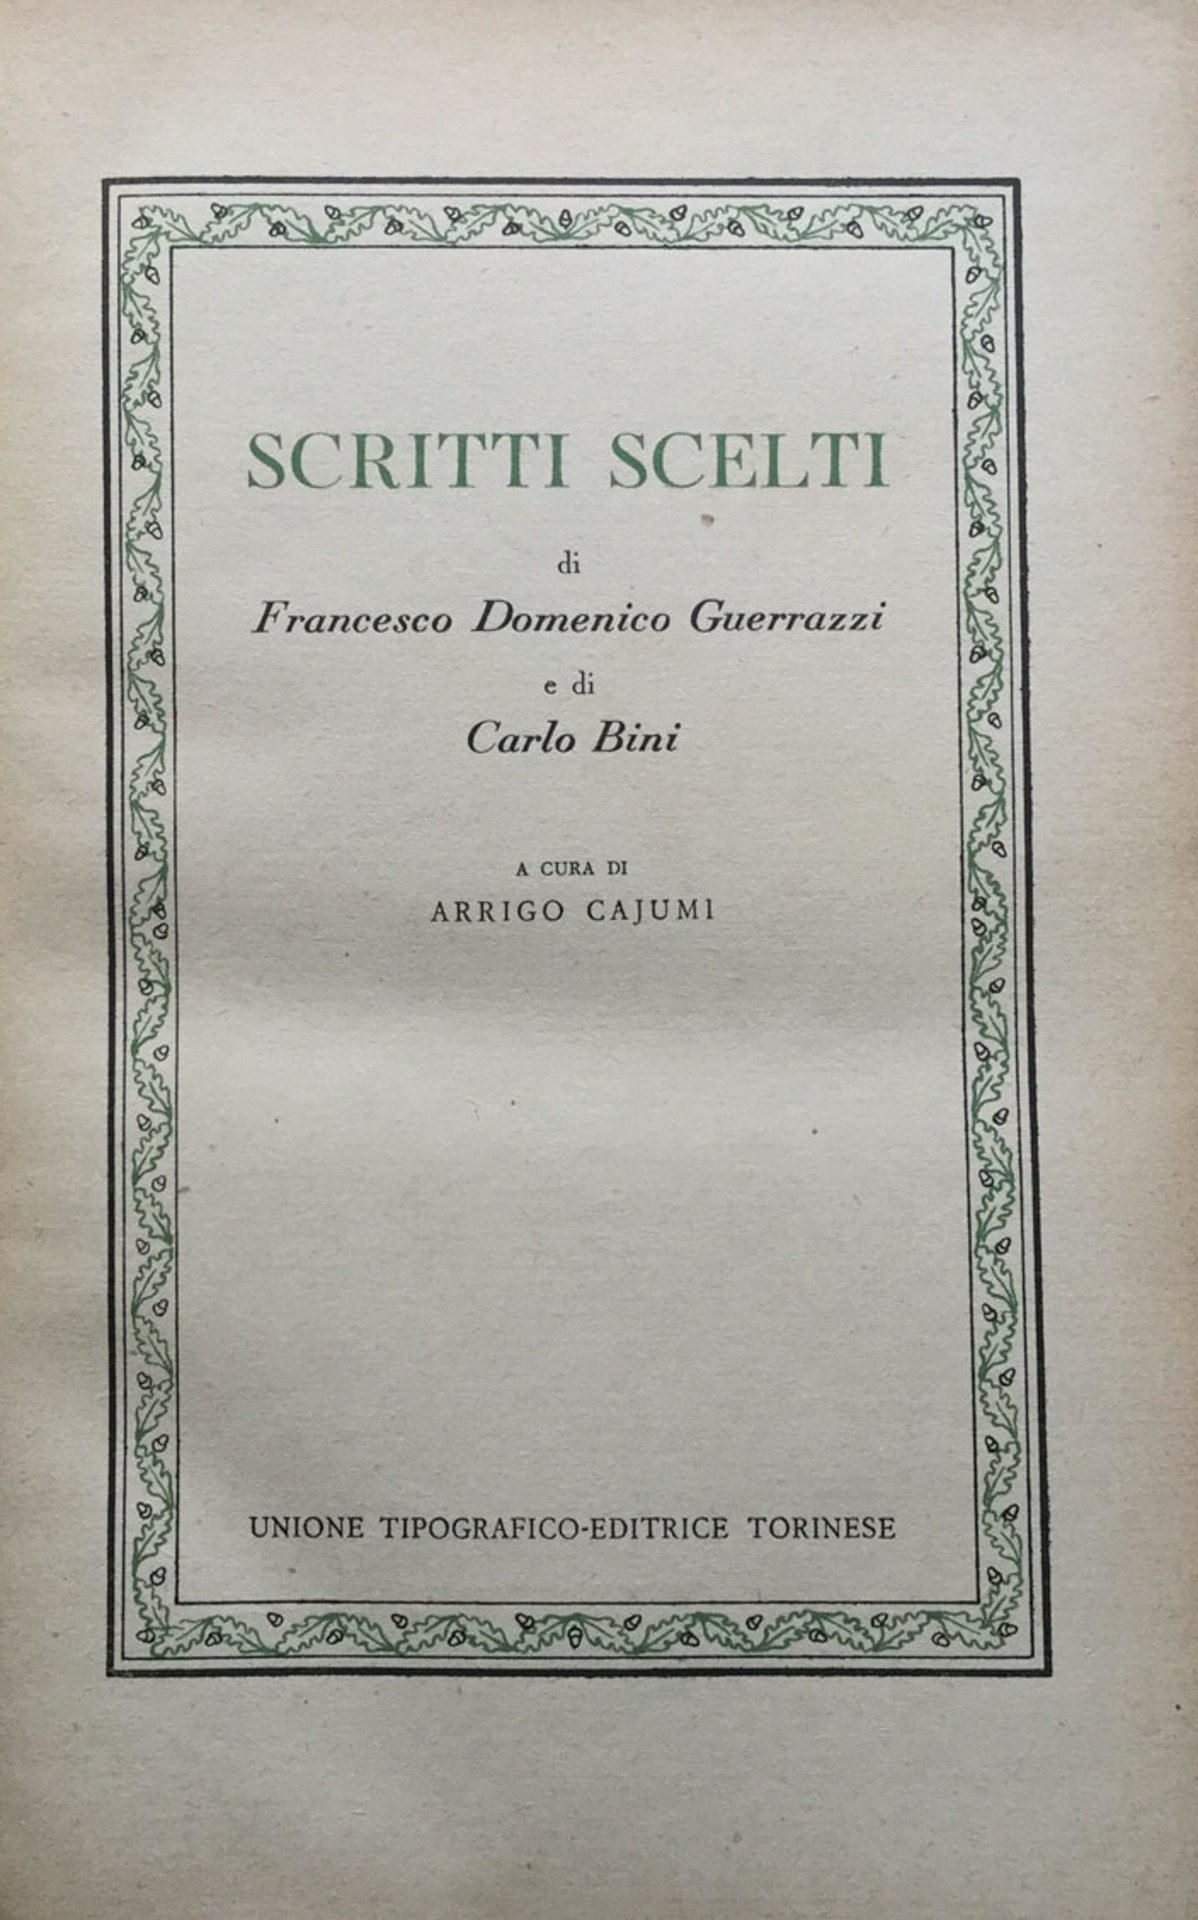 SCRITTI SCELTI
di
Francesco Domenico Guerrazzi
e di
Carlo Bini
A CURA DI
ARRIGO CAJUMI
UNIONE TIPOGRAFICO-EDITRICE TORINESE